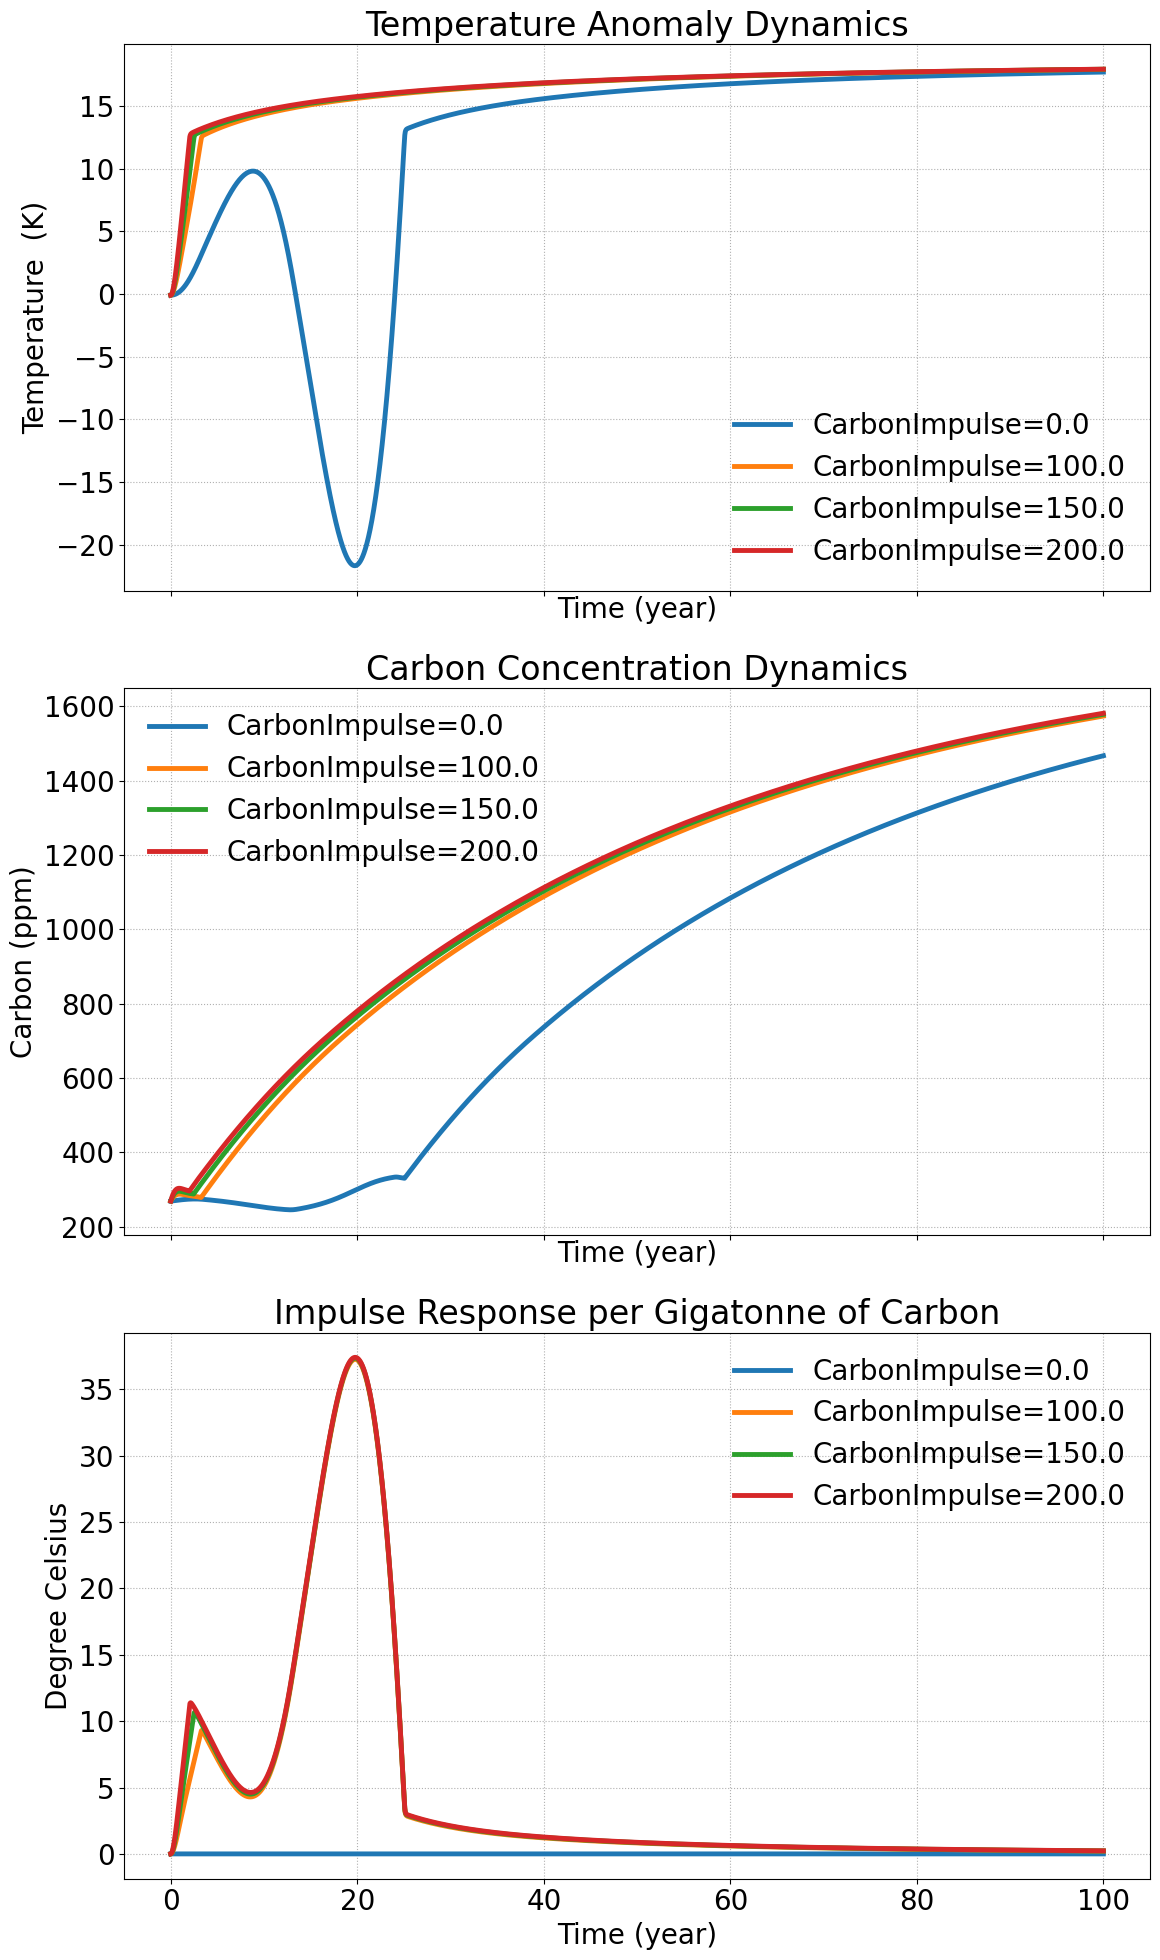 Temperature Anomaly Dynamics
15
10
5
0
−5
−10
−15
−20
Temperature  (K)
CarbonImpulse=0.0
CarbonImpulse=100.0
CarbonImpulse=150.0
CarbonImpulse=200.0
Time (year)
Carbon Concentration Dynamics
1600
1400
1200
1000
800
600
400
200
Carbon (ppm)
CarbonImpulse=0.0
CarbonImpulse=100.0
CarbonImpulse=150.0
CarbonImpulse=200.0
Time (year)
Impulse Response per Gigatonne of Carbon
35
30
25
20
15
10
5
0
Degree Celsius
CarbonImpulse=0.0
CarbonImpulse=100.0
CarbonImpulse=150.0
CarbonImpulse=200.0
0 20 40 60 80 100
Time (year)